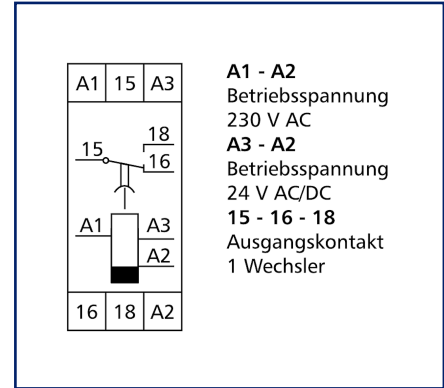 A1 15 A3
18
15
16
A1 A3
A2
16 18 A2
A1 - A2
Betriebsspannung
230 V AC
A3 - A2
Betriebsspannung
24 V AC/DC
15 - 16 - 18
Ausgangskontakt
1 Wechsler